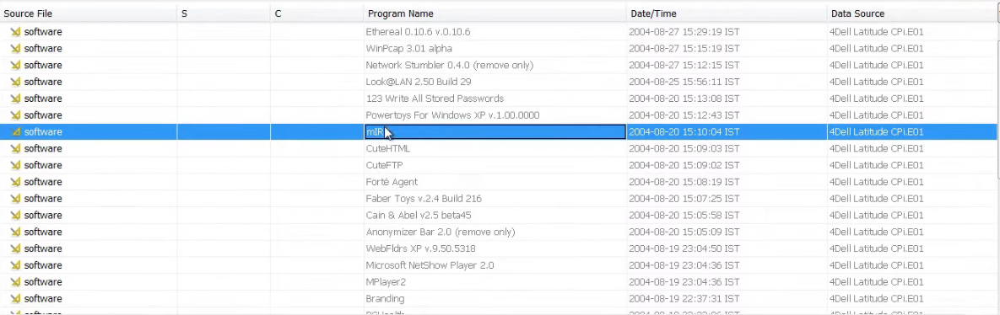 Source File S C Program Name Date/Time Data Source
software Ethereal 0.10.6 v.0.10.6 2004-08-27 15:29:19 IST 4Dell Latitude CPi.E01
software WinPcap 3.01 alpha 2004-08-27 15:15:19 IST 4Dell Latitude CPi.E01
software Network Stumbler 0.4.0 (remove only) 2004-08-27 15:12:15 IST 4Dell Latitude CPi.E01
software Look@LAN 2.50 Build 29 2004-08-25 15:56:11 IST 4Dell Latitude CPi.E01
software 123 Write All Stored Passwords 2004-08-20 15:13:08 IST 4Dell Latitude CPi.E01
software Powertoys For Windows XP v.1.00.0000 2004-08-20 15:12:43 IST 4Dell Latitude CPi.E01
software 2004-08-20 15:10:04 IST 4Dell Latitude CPi.E01
software CuteHTML 2004-08-20 15:09:03 IST 4Dell Latitude CPi.E01
software CuteFTP 2004-08-20 15:09:02 IST 4Dell Latitude CPi.E01
software Forté Agent 2004-08-20 15:08:19 IST 4Dell Latitude CPi.E01
software Faber Toys v.2.4 Build 216 2004-08-20 15:07:25 IST 4Dell Latitude CPi.E01
software Cain & Abel v2.5 beta45 2004-08-20 15:05:58 IST 4Dell Latitude CPi.E01
software Anonymizer Bar 2.0 (remove only) 2004-08-20 15:05:09 IST 4Dell Latitude CPi.E01
software WebFldrs XP v.9.50.5318 2004-08-19 23:04:50 IST 4Dell Latitude CPi.E01
software Microsoft NetShow Player 2.0 2004-08-19 23:04:36 IST 4Dell Latitude CPi.E01
software MPlayer2 2004-08-19 23:04:36 IST 4Dell Latitude CPi.E01
software Branding 2004-08-19 22:37:31 IST 4Dell Latitude CPi.E01